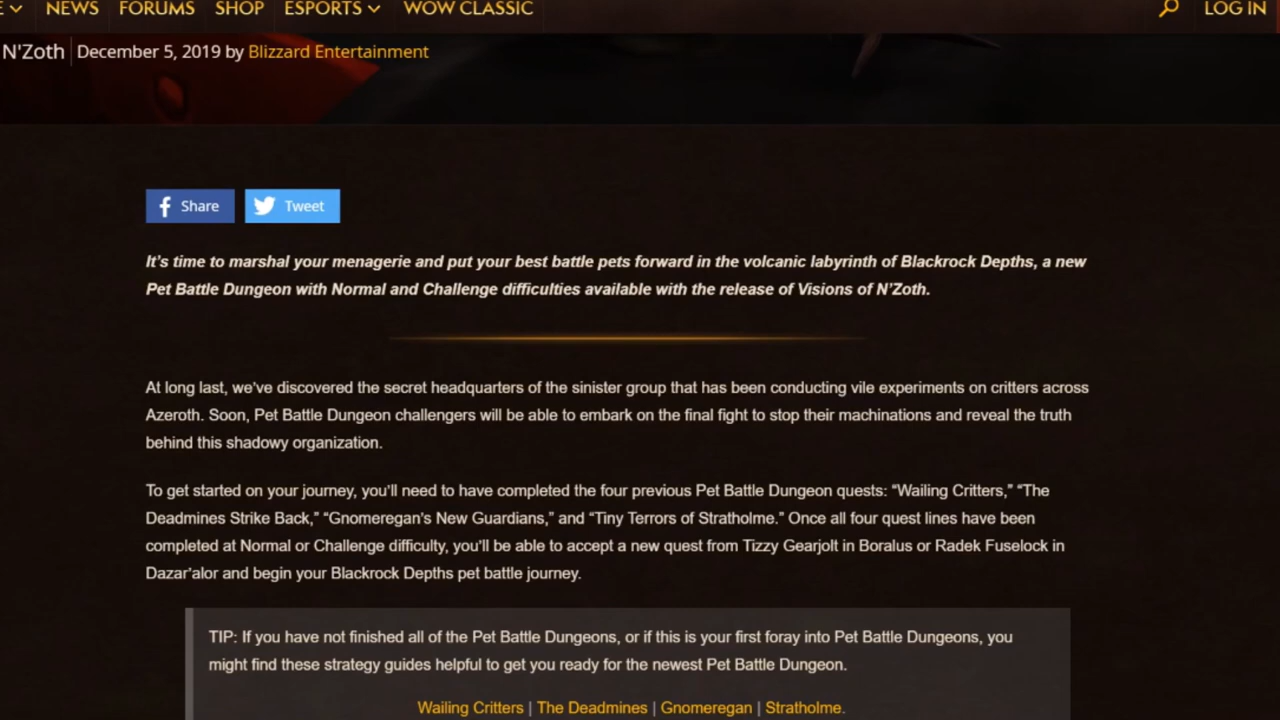 E NEWS FORUMS SHOP ESPORTS WOW CLASSIC LOG IN
N'Zoth December 5, 2019 by Blizzard Entertainment
Share Tweet
It’s time to marshal your menagerie and put your best battle pets forward in the volcanic labyrinth of Blackrock Depths, a new
Pet Battle Dungeon with Normal and Challenge difficulties available with the release of Visions of N’Zoth.
At long last, we’ve discovered the secret headquarters of the sinister group that has been conducting vile experiments on critters across
Azeroth. Soon, Pet Battle Dungeon challengers will be able to embark on the final fight to stop their machinations and reveal the truth
behind this shadowy organization.
To get started on your journey, you’ll need to have completed the four previous Pet Battle Dungeon quests: “Wailing Critters,” “The
Deadmines Strike Back,” “Gnomeregan’s New Guardians,” and “Tiny Terrors of Stratholme.” Once all four quest lines have been
completed at Normal or Challenge difficulty, you’ll be able to accept a new quest from Tizzy Gearjolt in Boralus or Radek Fuselock in
Dazar’alor and begin your Blackrock Depths pet battle journey.
TIP: If you have not finished all of the Pet Battle Dungeons, or if this is your first foray into Pet Battle Dungeons, you
might find these strategy guides helpful to get you ready for the newest Pet Battle Dungeon.
Wailing Critters | The Deadmines | Gnomeregan | Stratholme.